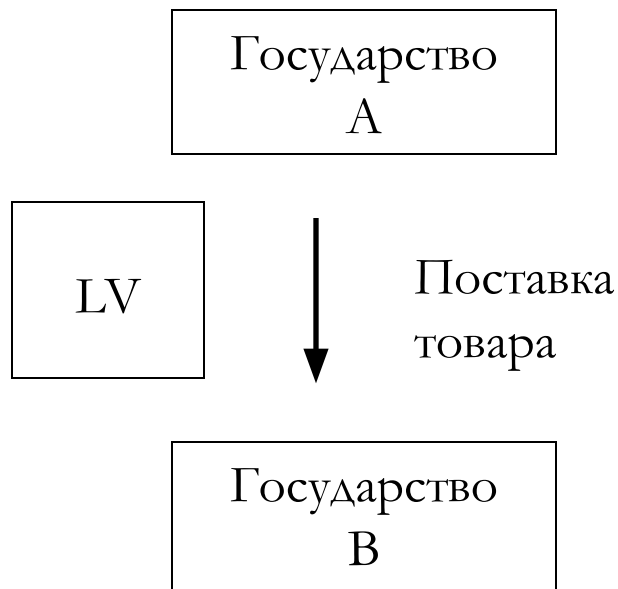 Государство
А
LV
Поставка
товара
Государство
В